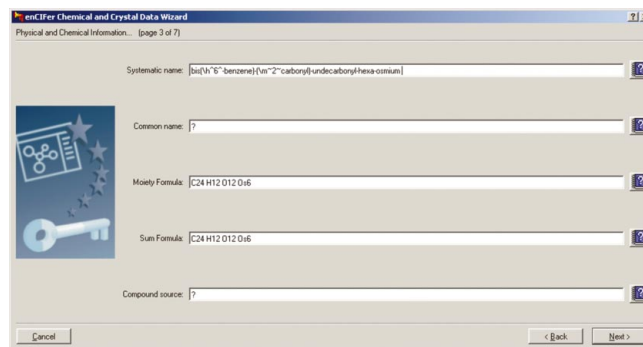 enCIFer Chemical and Crystal Data Wizard
Physical and Chemical Information... (page 3 of 7)
Systematic name: bis(\h^6^-benzene)-(\m~2~carbonyl)-undecarbonyl-hexa-osmium
Common name: ?
Moiety Formula: C24 H12 O12 Os6
Sum Formula: C24 H12 O12 Os6
Compound source: ?
Cancel < Back Next >